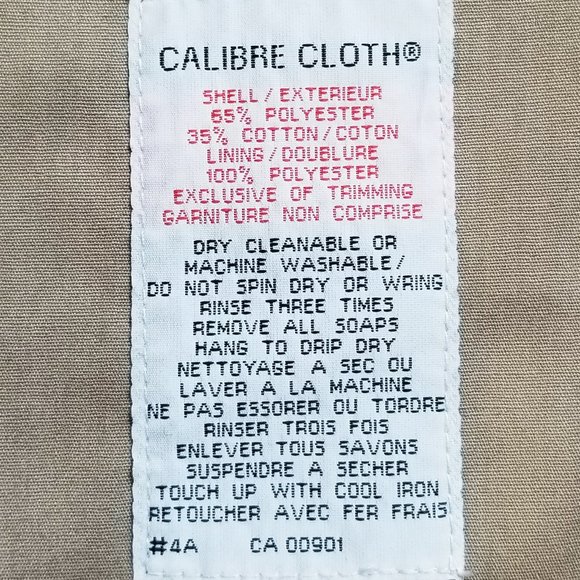 CALIBRE CLOTH®
SHELL / EXTERIEUR
65% POLYESTER
35% COTTON / COTON
LINING / DOUBLURE
100% POLYESTER
EXCLUSIVE OF TRIMMING
GARNITURE NON COMPRISE
DRY CLEANABLE OR
MACHINE WASHABLE /
DO NOT SPIN DRY OR WRING
RINSE THREE TIMES
REMOVE ALL SOAPS
HANG TO DRIP DRY
NETTOYAGE A SEC OU
LAVER A LA MACHINE
NE PAS ESSORER OU TORDRE
RINSER TROIS FOIS
ENLEVER TOUS SAVONS
SUSPENDRE A SECHER
TOUCH UP WITH COOL IRON
RETOUCHER AVEC FER FRAIS
#4A CA 00901